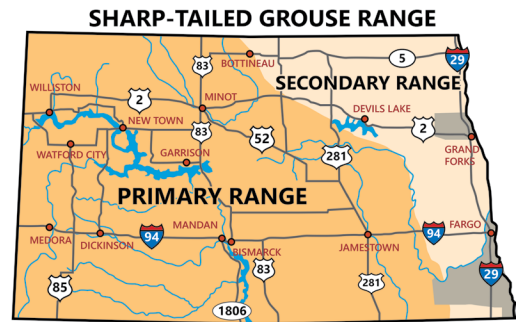 SHARP-TAILED GROUSE RANGE
5
29
83
BOTTINEAU
SECONDARY RANGE
WILLISTON
2
MINOT
DEVILS LAKE
NEW TOWN
83
52
2
GRAND
FORKS
WATFORD CITY
GARRISON
281
PRIMARY RANGE
MEDORA
DICKINSON
94
MANDAN
BISMARCK
JAMESTOWN
94
FARGO
83
29
85
281
1806